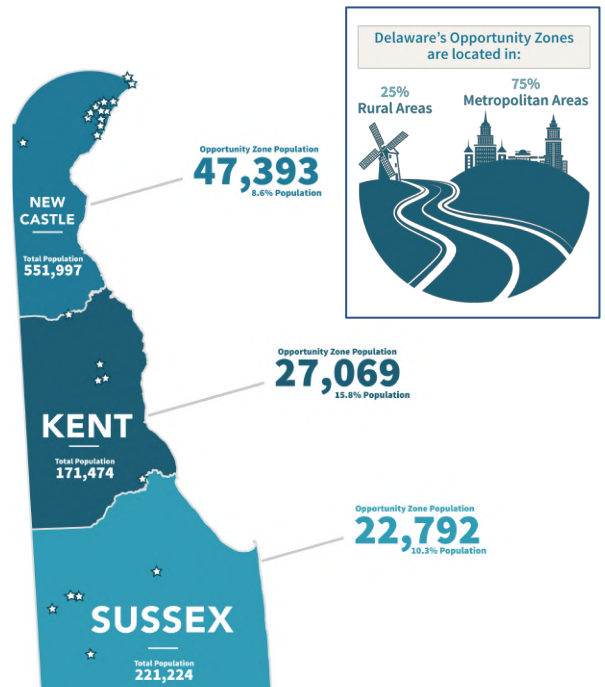 Delaware's Opportunity Zones
are located in:
25%
Rural Areas
75%
Metropolitan Areas
Opportunity Zone Population
47,393
8.6% Population
NEW
CASTLE
Total Population
551,997
Opportunity Zone Population
27,069
15.8% Population
KENT
Total Population
171,474
Opportunity Zone Population
22,792
10.3% Population
SUSSEX
Total Population
221,224